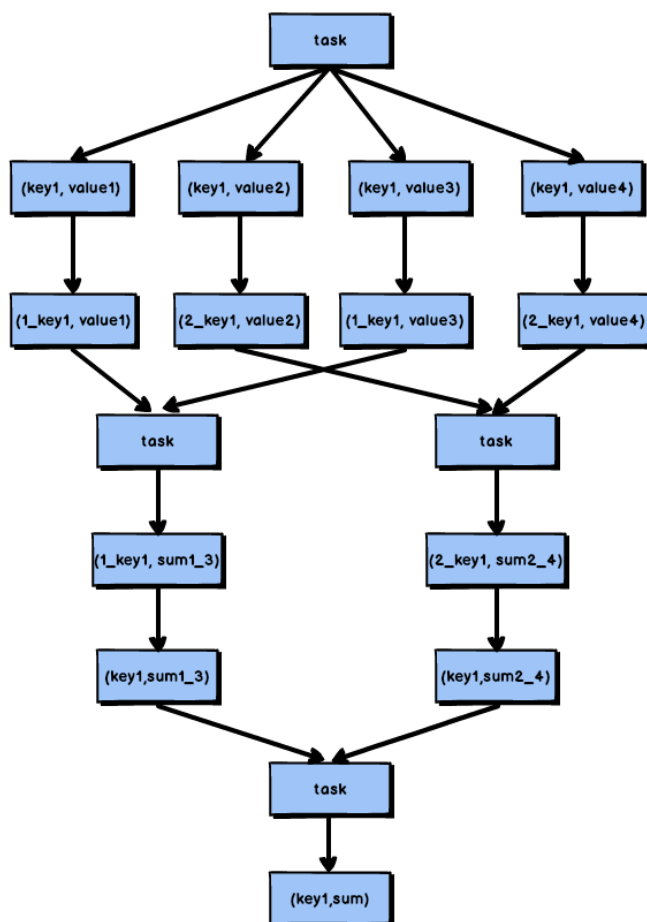 task
(key1, value1)
(key1, value2)
(key1, value3)
(key1, value4)
(1_key1, value1)
(2_key1, value2)
(1_key1, value3)
(2_key1, value4)
task
task
(1_key1, sum1_3)
(2_key1, sum2_4)
(key1,sum1_3)
(key1,sum2_4)
task
(key1,sum)